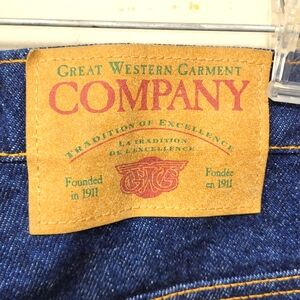 GREAT WESTERN GARMENT
COMPANY
TRADITION OF EXCELLENCE
LA TRADITION
DE L'EXCELLENCE
Founded
in 1911
GWG
Fondée
en 1911